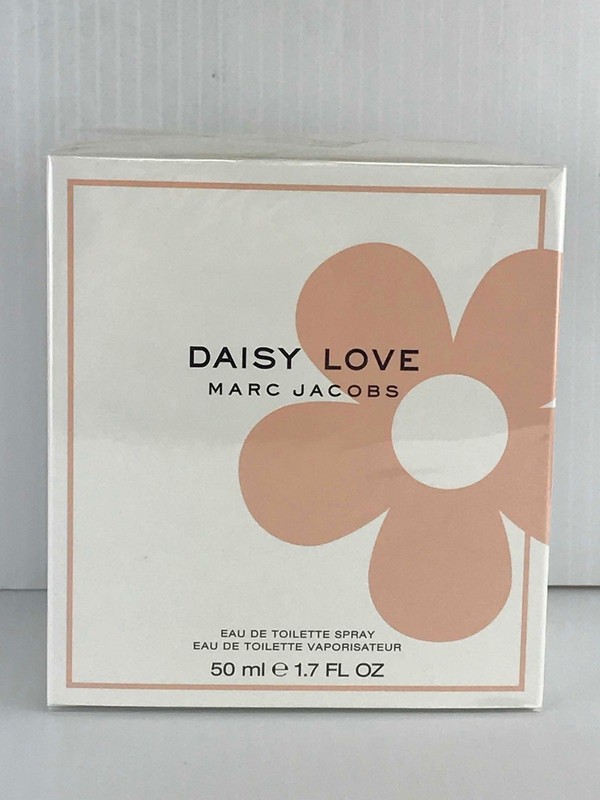 DAISY LOVE
MARC JACOBS
EAU DE TOILETTE SPRAY
EAU DE TOILETTE VAPORISATEUR
50 ml ℮ 1.7 FL OZ